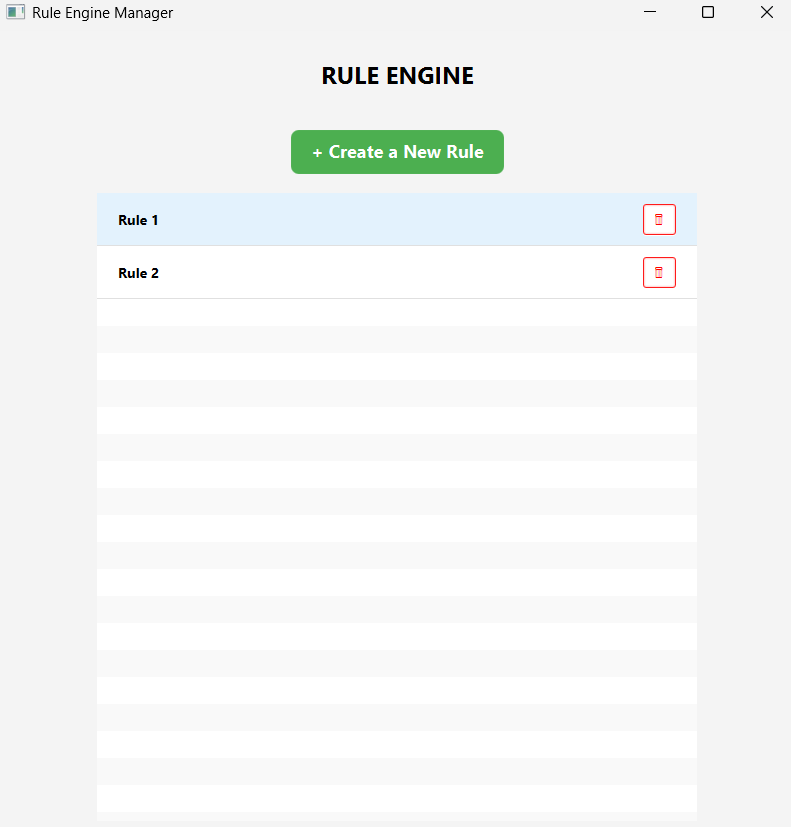 Rule Engine Manager
RULE ENGINE
+ Create a New Rule
Rule 1
Rule 2